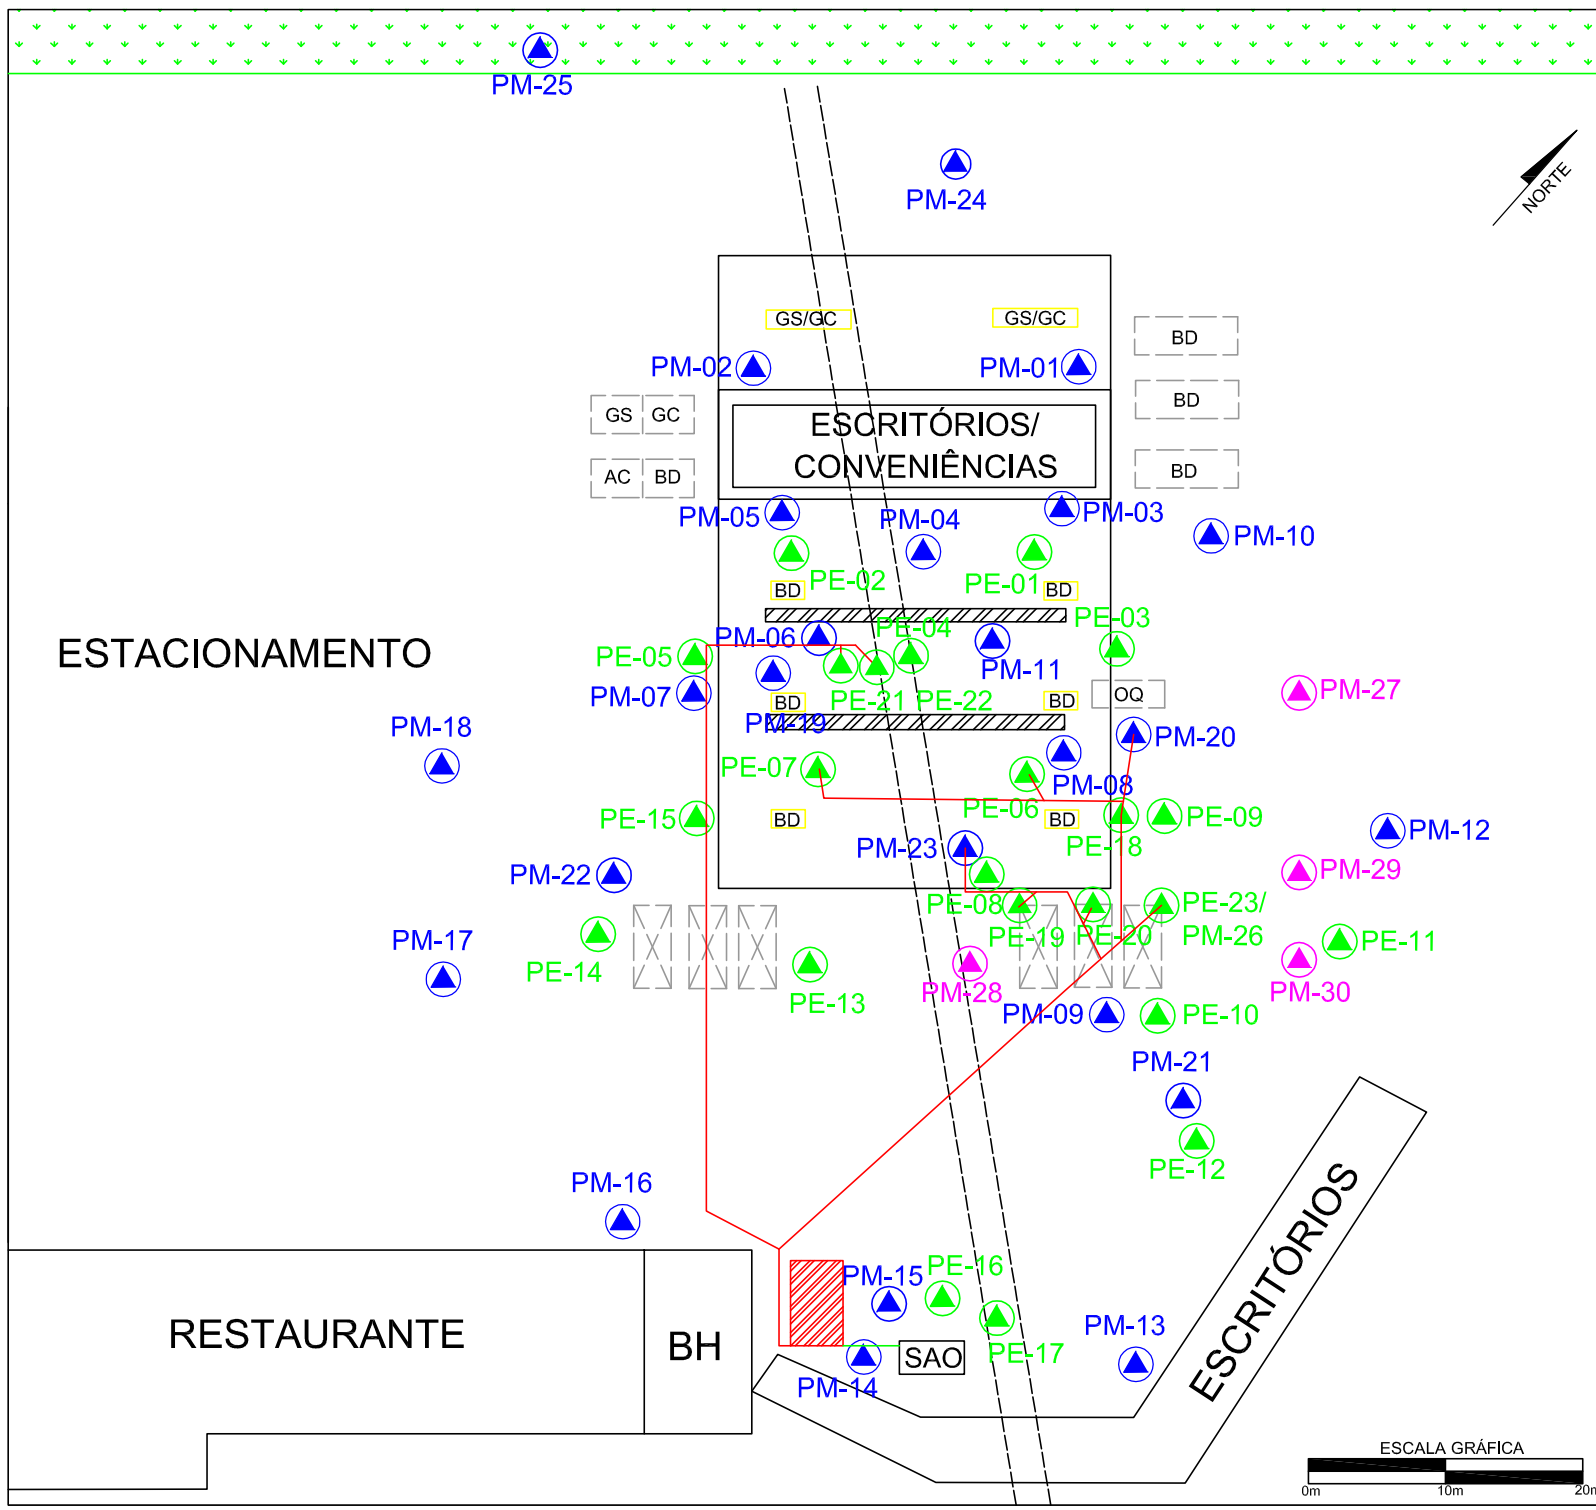 PM-25
PM-24
NORTE
GS/GC
GS/GC
BD
PM-02
PM-01
BD
GS
GC
ESCRITÓRIOS/
CONVENIÊNCIAS
AC
BD
BD
PM-05
PM-04
PM-03
PM-10
PE-02
PE-01
BD
BD
PE-03
PE-04
PM-06
ESTACIONAMENTO
PE-05
PM-11
PM-07
PE-21
PE-22
BD
BD
OQ
PM-27
PM-19
PM-18
PM-20
PE-07
PM-08
PE-06
PE-15
BD
BD
PE-18
PE-09
PM-12
PM-23
PM-22
PM-29
PE-08
PE-23/
PM-26
PE-19
PE-20
PM-17
PE-11
PE-14
PE-13
PM-28
PM-30
PM-09
PE-10
PM-21
PE-12
PM-16
PE-16
PM-15
RESTAURANTE
BH
SAO
PE-17
PM-13
PM-14
ESCRITÓRIOS
ESCALA GRÁFICA
0m
10m
20m